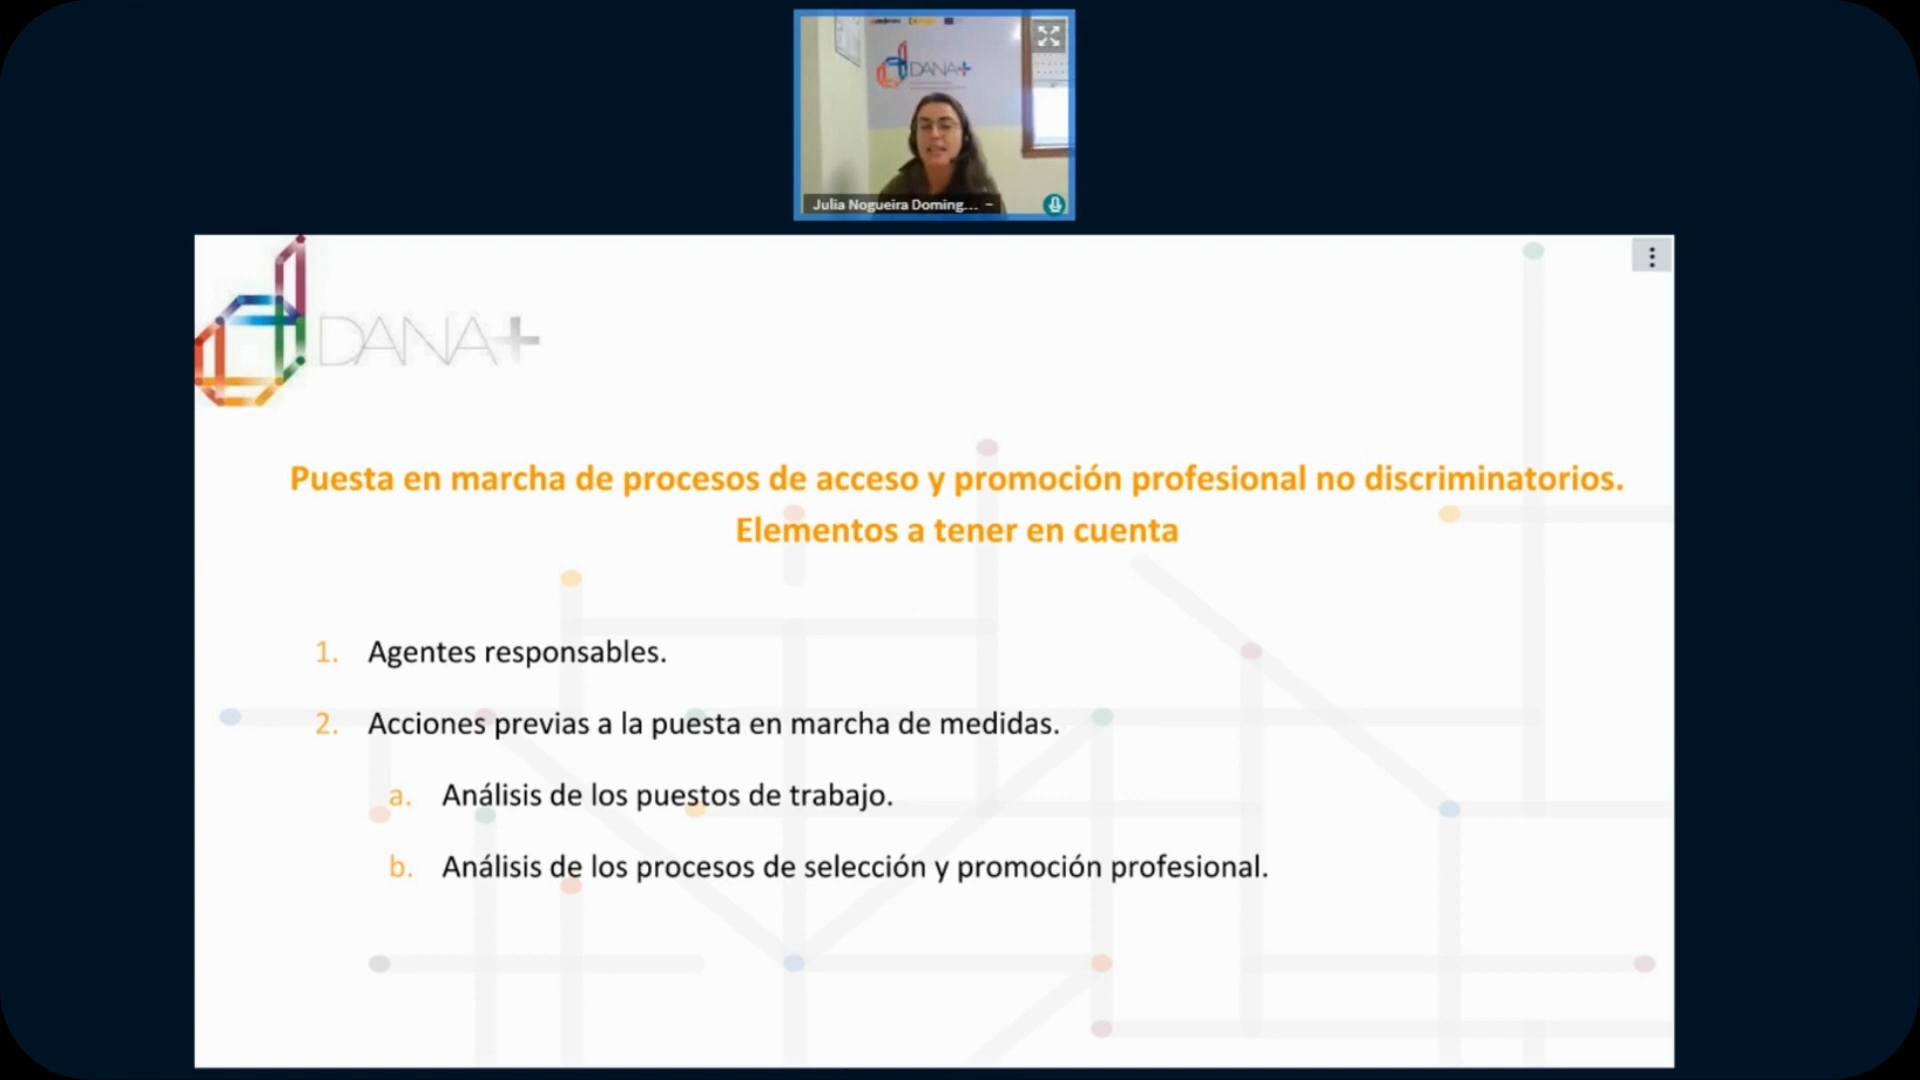 DANA+
Julia Nogueira Doming...
DANA+
Puesta en marcha de procesos de acceso y promoción profesional no discriminatorios.
Elementos a tener en cuenta
1. Agentes responsables.
2. Acciones previas a la puesta en marcha de medidas.
a. Análisis de los puestos de trabajo.
b. Análisis de los procesos de selección y promoción profesional.